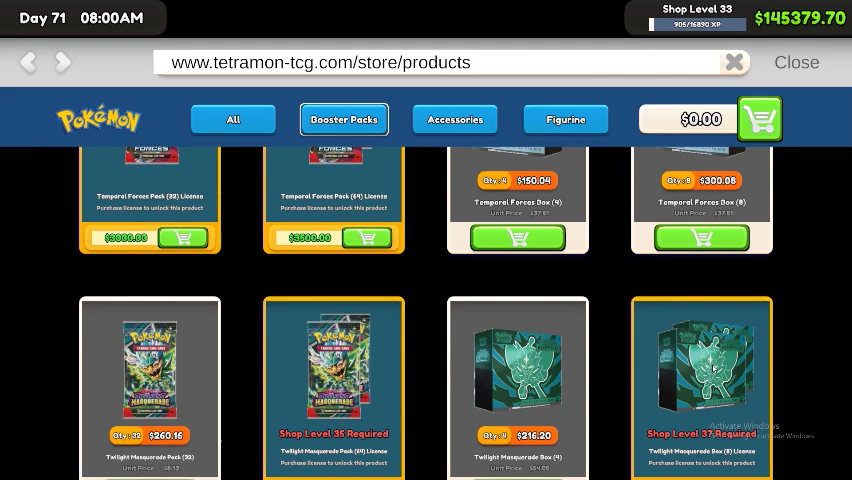 Day 71 08:00AM
Shop Level 33
905/16890 XP
$145379.70
www.tetramon-tcg.com/store/products
Close
Pokémon
All
Booster Packs
Accessories
Figurine
$0.00
FORCES
FORCES
Temporal Forces Pack (32) License
Purchase license to unlock this product
$3000.00
Temporal Forces Pack (64) License
Purchase license to unlock this product
$3500.00
Qty: 4 $150.04
Temporal Forces Box (4)
Unit Price $37.51
Qty: 8 $300.08
Temporal Forces Box (8)
Unit Price $37.51
Pokémon
MASQUERADE
Qty: 32 $260.16
Twilight Masquerade Pack (32)
Unit Price $8.13
Pokémon
MASQUERADE
Shop Level 35 Required
Twilight Masquerade Pack (64) License
Purchase license to unlock this product
Qty: 4 $216.20
Twilight Masquerade Box (4)
Unit Price $54.05
Shop Level 37 Required
Twilight Masquerade Box (8) License
Purchase license to unlock this product
Activate Windows